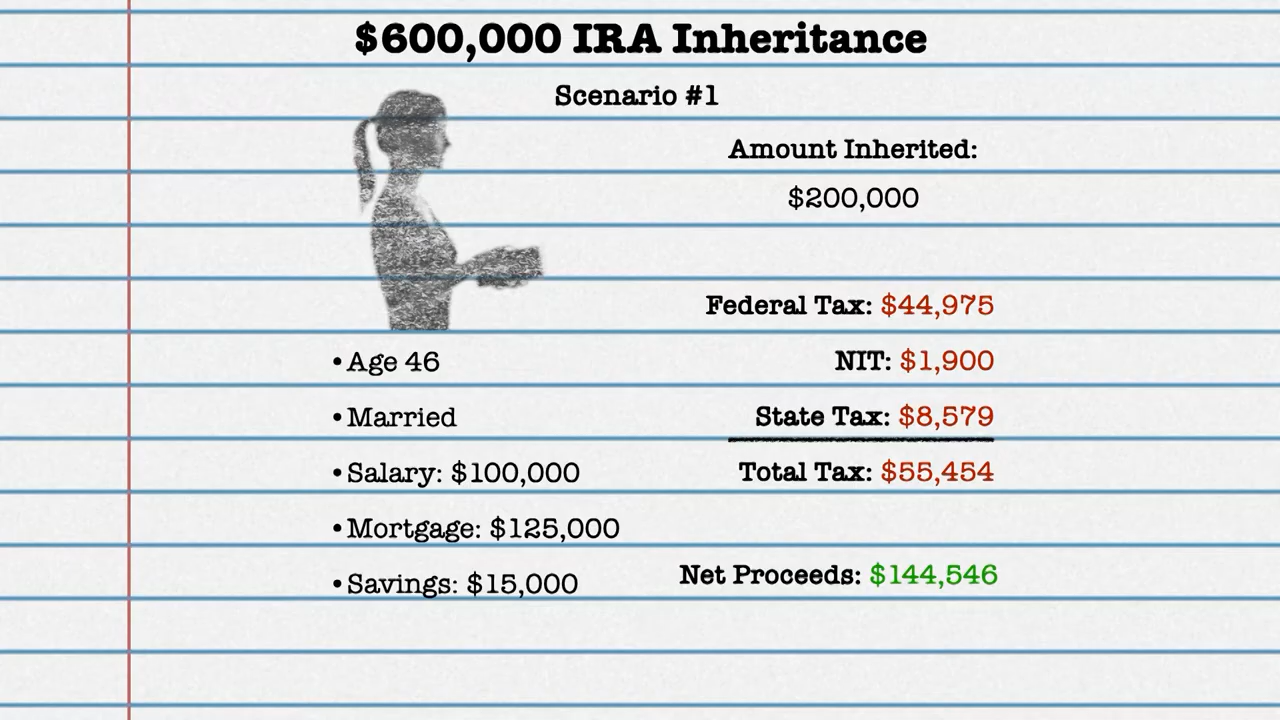 $600,000 IRA Inheritance
Scenario #1
Amount Inherited:
$200,000
Federal Tax: $44,975
NIT: $1,900
State Tax: $8,579
Total Tax: $55,454
Net Proceeds: $144,546
• Age 46
• Married
• Salary: $100,000
• Mortgage: $125,000
• Savings: $15,000